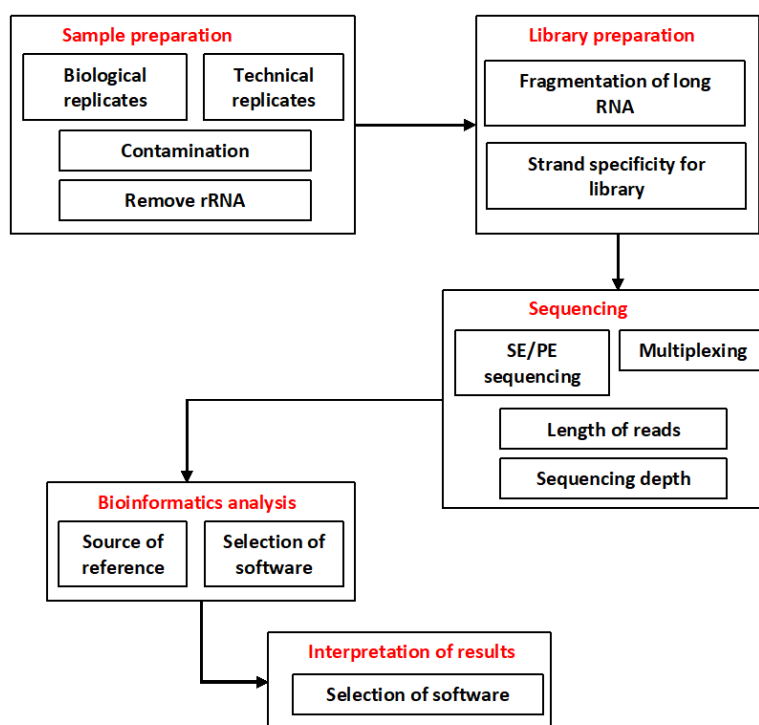 Sample preparation
Biological
replicates
Technical
replicates
Contamination
Remove rRNA
Library preparation
Fragmentation of long
RNA
Strand specificity for
library
Sequencing
SE/PE
sequencing
Multiplexing
Length of reads
Sequencing depth
Bioinformatics analysis
Source of
reference
Selection of
software
Interpretation of results
Selection of software